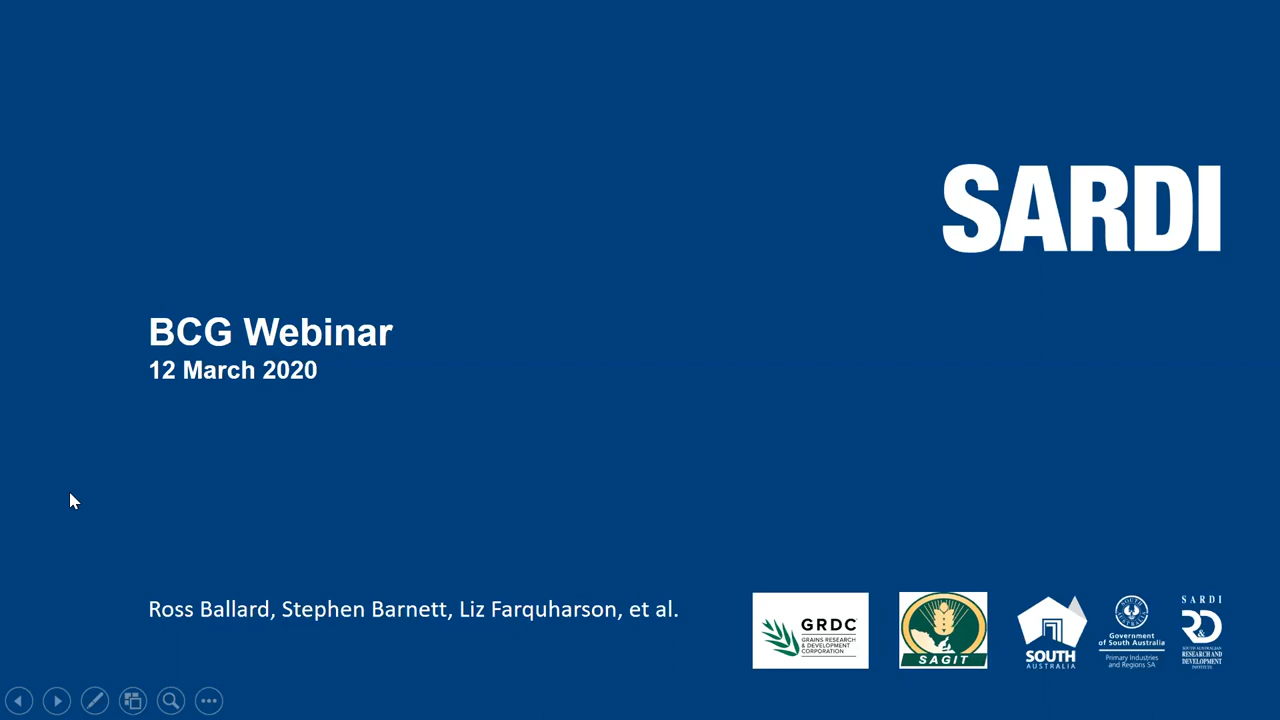 SARDI
BCG Webinar
12 March 2020
Ross Ballard, Stephen Barnett, Liz Farquharson, et al.
GRDC
GRAINS RESEARCH
& DEVELOPMENT
CORPORATION
SAGIT
SOUTH
AUSTRALIA
Government
of South Australia
Primary Industries
and Regions SA
SARDI
R&D
SOUTH AUSTRALIAN
RESEARCH AND
DEVELOPMENT
INSTITUTE